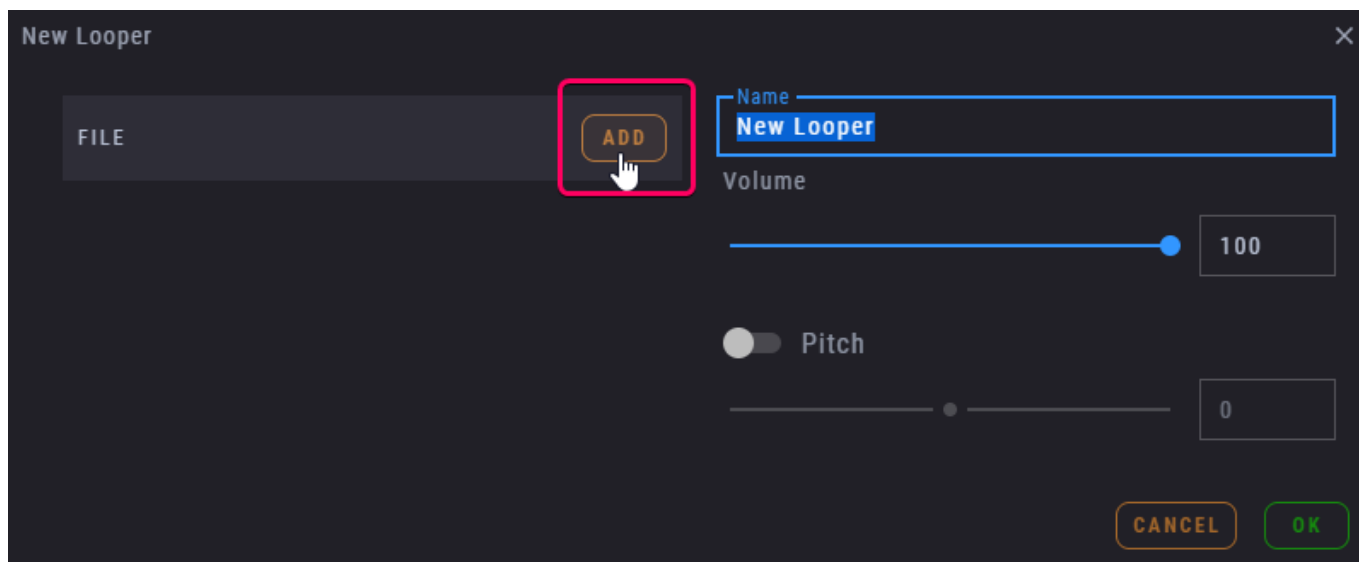 New Looper
FILE
ADD
Name
New Looper
Volume
100
Pitch
0
CANCEL
OK